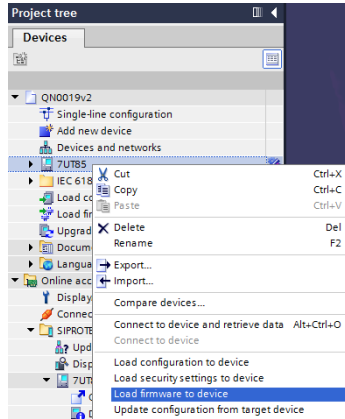 Project tree
Devices
QN0019v2
Single-line configuration
Add new device
Devices and networks
7UT85
IEC 618
Load co
Load fir
Upgrad
Docum
Langua
Online acc
Display
Connec
SIPROTE
Upd
Disp
7UT
Cut Ctrl+X
Copy Ctrl+C
Paste Ctrl+V
Delete Del
Rename F2
Export...
Import...
Compare devices...
Connect to device and retrieve data Alt+Ctrl+O
Connect to device
Load configuration to device
Load security settings to device
Load firmware to device
Update configuration from target device